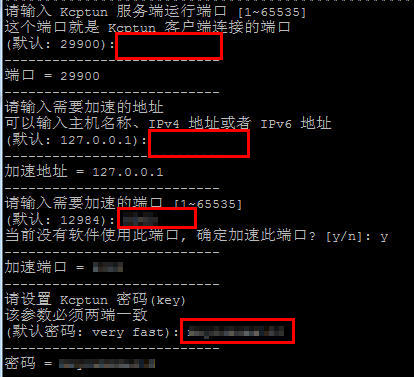 请输入 Kcptun 服务端运行端口 [1~65535]
这个端口就是 Kcptun 客户端连接的端口
(默认: 29900):
---------------------------
端口 = 29900
---------------------------
请输入需要加速的地址
可以输入主机名称、IPv4 地址或者 IPv6 地址
(默认: 127.0.0.1):
---------------------------
加速地址 = 127.0.0.1
---------------------------
请输入需要加速的端口 [1~65535]
(默认: 12984):
当前没有软件使用此端口, 确定加速此端口? [y/n]: y
---------------------------
加速端口 =
---------------------------
请设置 Kcptun 密码(key)
该参数必须两端一致
(默认密码: very fast):
---------------------------
密码 =